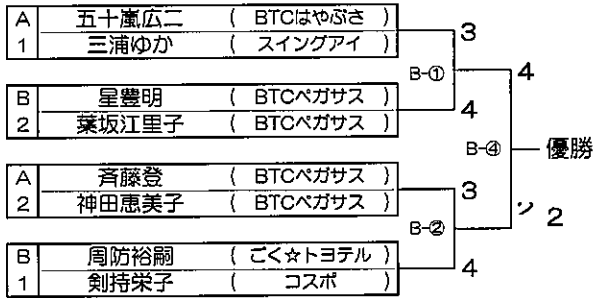 A 五十嵐広二 ( BTCはやぶさ ) 3
1 三浦ゆか ( スイングアイ )
B-① 4
B 星豊明 ( BTCペガサス )
2 葉坂江里子 ( BTCペガサス ) 4
B-④ 優勝
A 斉藤登 ( BTCペガサス )
2 神田恵美子 ( BTCペガサス ) 3
B-② 2
B 周防裕嗣 ( ごく☆トヨテル )
1 剣持栄子 ( コスポ ) 4